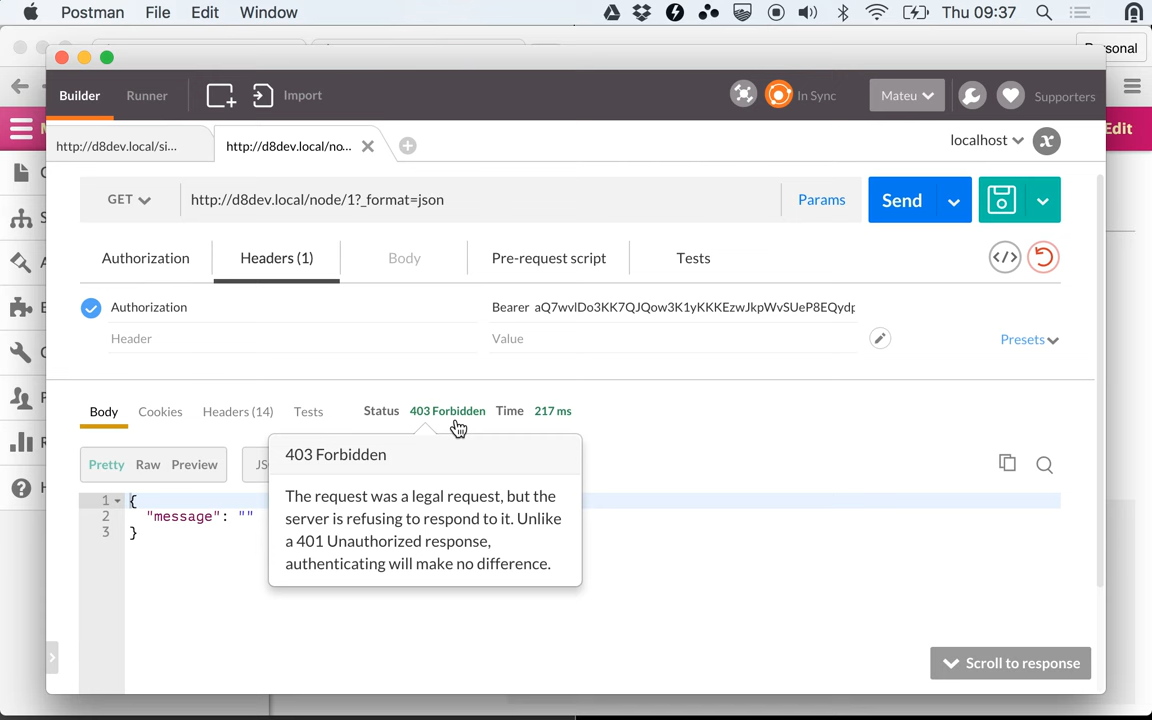 Postman File Edit Window Thu 09:37
Personal
Builder Runner Import In Sync Mateu Supporters
Edit
http://d8dev.local/si... http://d8dev.local/no... localhost
GET http://d8dev.local/node/1?_format=json Params Send
Authorization Headers (1) Body Pre-request script Tests
Authorization Bearer aQ7wvlDo3KK7QJQow3K1yKKKEzwJkpWvSUeP8EQydp
Header Value Presets
Body Cookies Headers (14) Tests Status 403 Forbidden Time 217 ms
403 Forbidden
Pretty Raw Preview JS
The request was a legal request, but the
server is refusing to respond to it. Unlike
a 401 Unauthorized response,
authenticating will make no difference.
1 {
2 "message": ""
3 }
Scroll to response